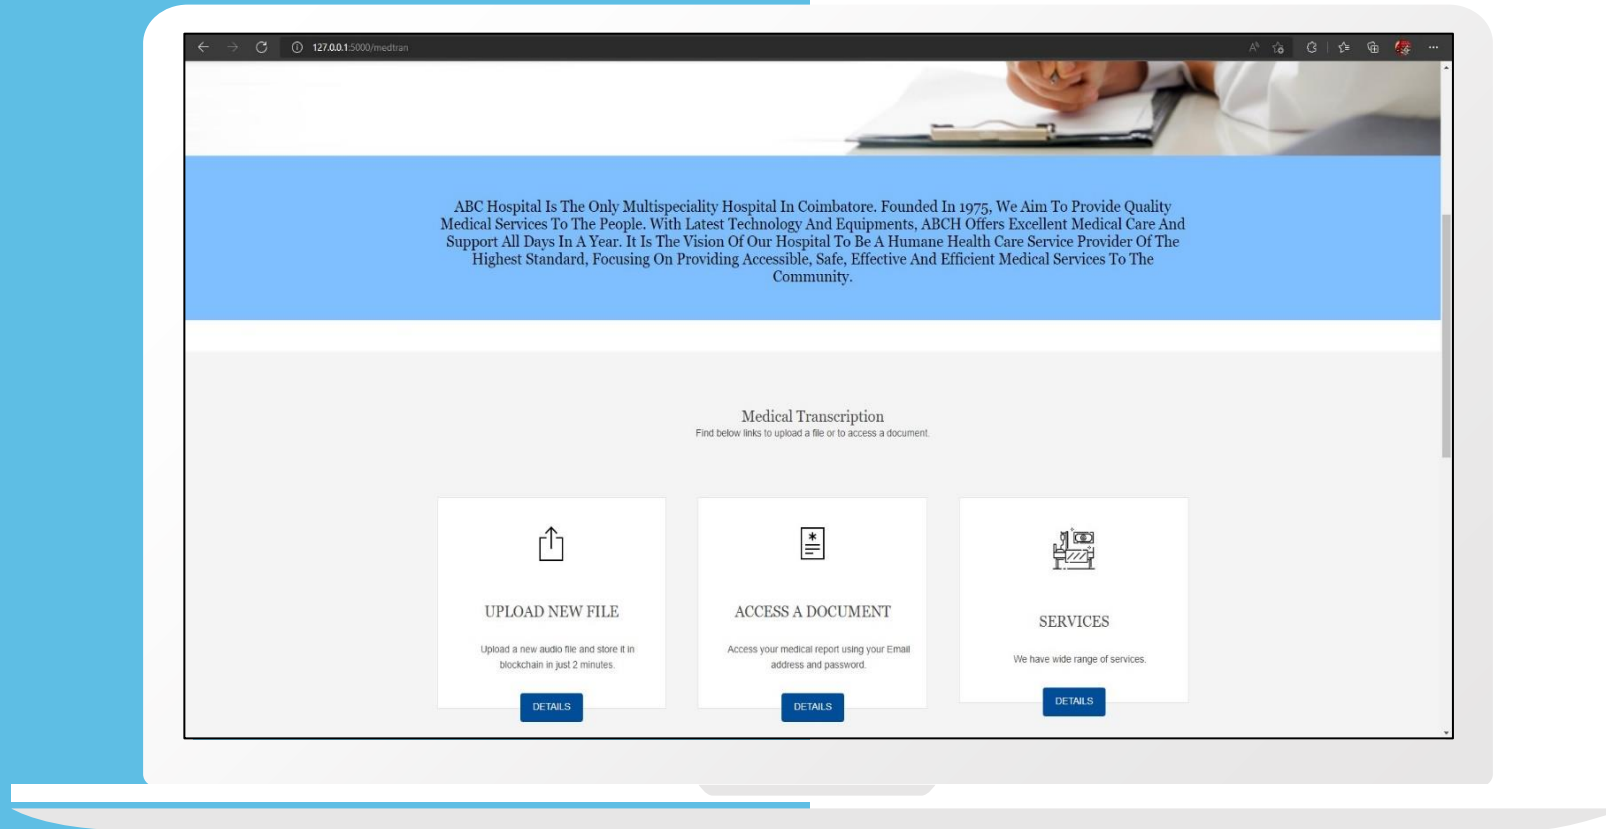 127.0.0.1:5000/medtran
ABC Hospital Is The Only Multispeciality Hospital In Coimbatore. Founded In 1975, We Aim To Provide Quality
Medical Services To The People. With Latest Technology And Equipments, ABCH Offers Excellent Medical Care And
Support All Days In A Year. It Is The Vision Of Our Hospital To Be A Humane Health Care Service Provider Of The
Highest Standard, Focusing On Providing Accessible, Safe, Effective And Efficient Medical Services To The
Community.
Medical Transcription
Find below links to upload a file or to access a document.
UPLOAD NEW FILE
Upload a new audio file and store it in
blockchain in just 2 minutes.
DETAILS
ACCESS A DOCUMENT
Access your medical report using your Email
address and password.
DETAILS
SERVICES
We have wide range of services.
DETAILS